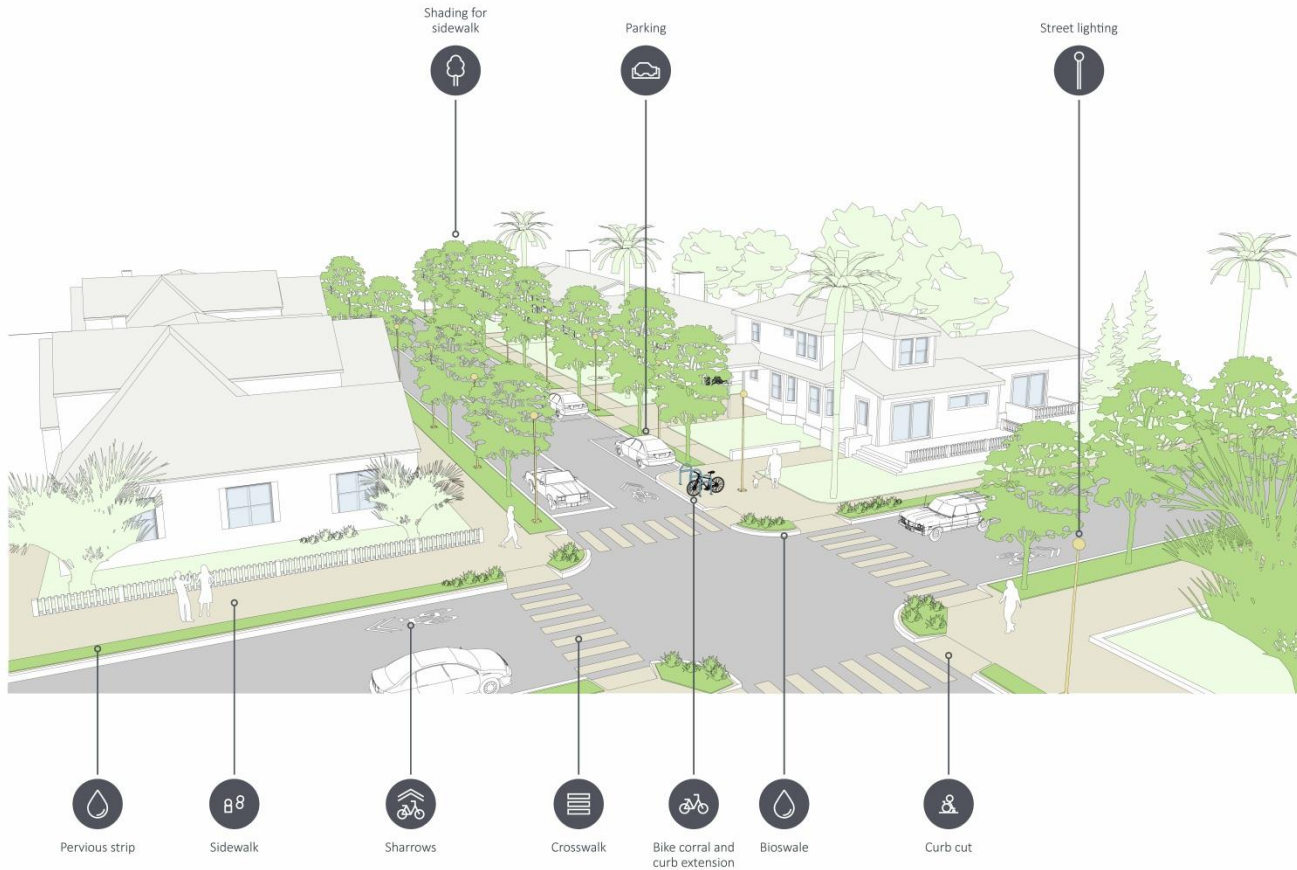 Shading for
sidewalk
Parking
Street lighting
Pervious strip
Sidewalk
Sharrows
Crosswalk
Bike corral and
curb extension
Bioswale
Curb cut